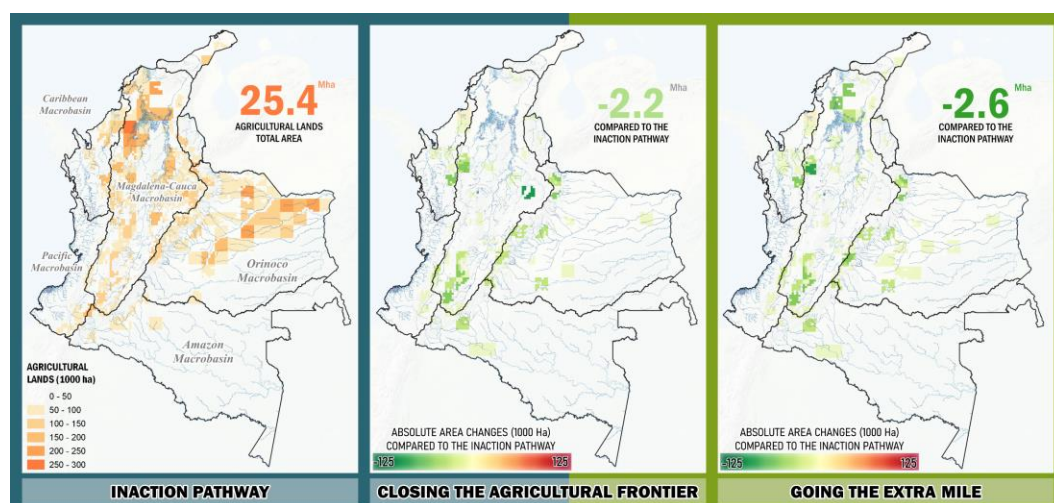 25.4 Mha
AGRICULTURAL LANDS
TOTAL AREA
Caribbean
Macrobasin
Magdalena-Cauca
Macrobasin
Pacific
Macrobasin
Orinoco
Macrobasin
Amazon
Macrobasin
AGRICULTURAL
LANDS (1000 ha)
0 - 50
50 - 100
100 - 150
150 - 200
200 - 250
250 - 300
INACTION PATHWAY
-2.2 Mha
COMPARED TO THE
INACTION PATHWAY
ABSOLUTE AREA CHANGES (1000 Ha)
COMPARED TO THE INACTION PATHWAY
-125 125
CLOSING THE AGRICULTURAL FRONTIER
-2.6 Mha
COMPARED TO THE
INACTION PATHWAY
ABSOLUTE AREA CHANGES (1000 Ha)
COMPARED TO THE INACTION PATHWAY
-125 125
GOING THE EXTRA MILE